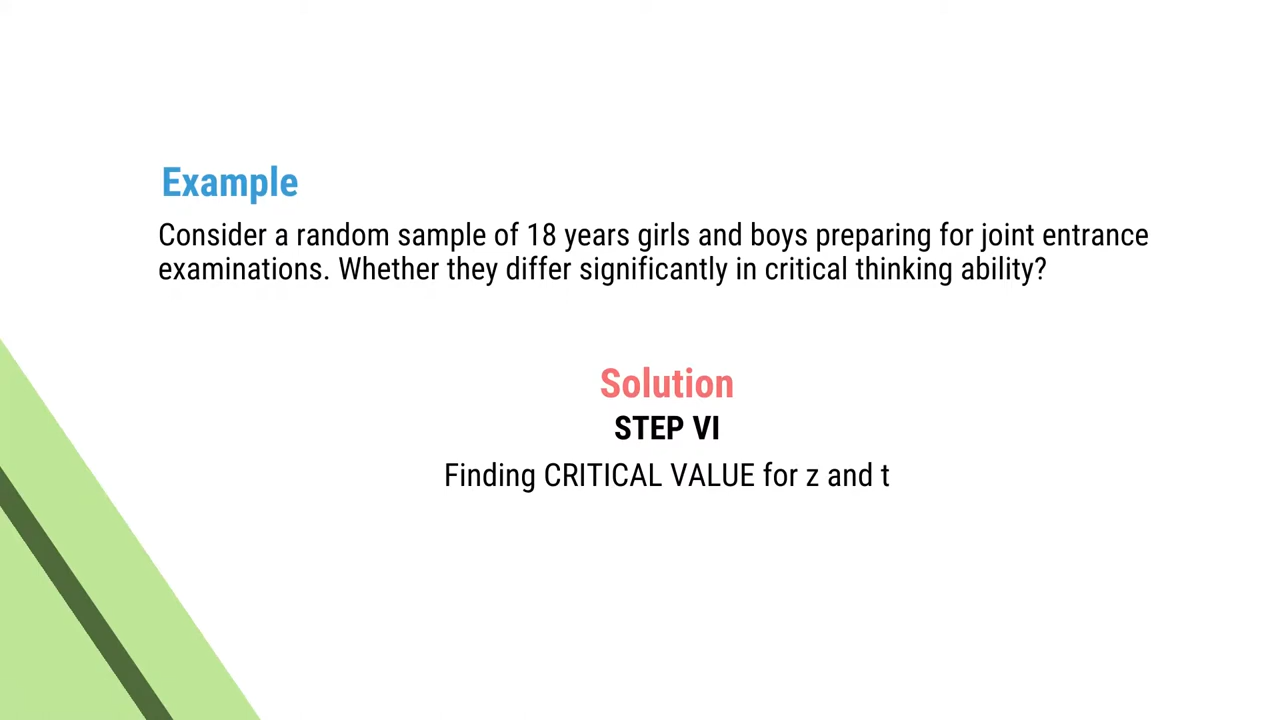 Example
Consider a random sample of 18 years girls and boys preparing for joint entrance
examinations. Whether they differ significantly in critical thinking ability?
Solution
STEP VI
Finding CRITICAL VALUE for z and t